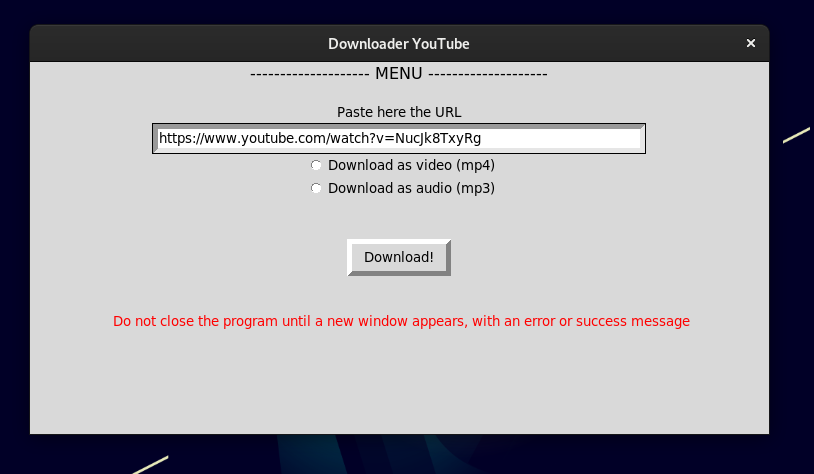 Downloader YouTube
-------------------- MENU --------------------
Paste here the URL
https://www.youtube.com/watch?v=NucJk8TxyRg
Download as video (mp4)
Download as audio (mp3)
Download!
Do not close the program until a new window appears, with an error or success message